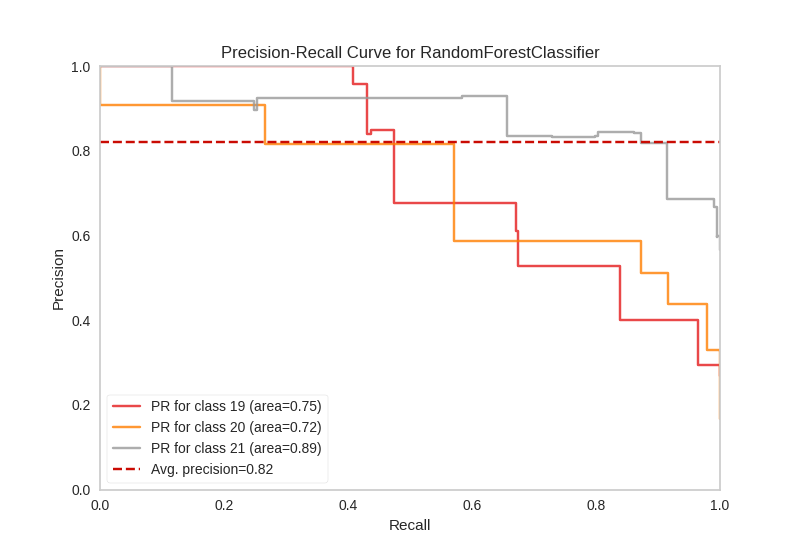 Precision-Recall Curve for RandomForestClassifier
1.0
0.8
0.6
0.4
0.2
0.0
Precision
PR for class 19 (area=0.75)
PR for class 20 (area=0.72)
PR for class 21 (area=0.89)
Avg. precision=0.82
0.0 0.2 0.4 0.6 0.8 1.0
Recall